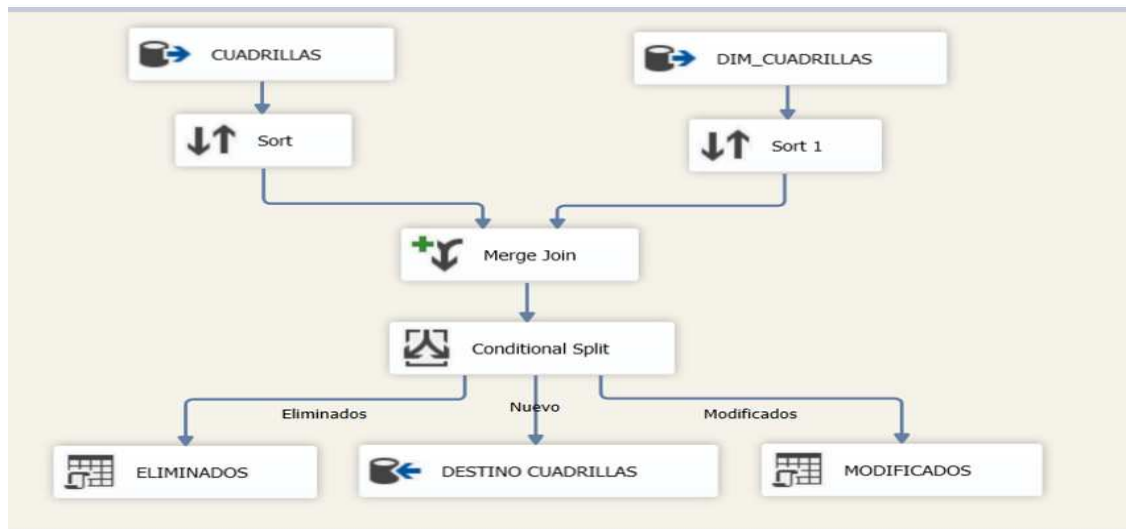 CUADRILLAS
DIM_CUADRILLAS
Sort
Sort 1
Merge Join
Conditional Split
Eliminados
Nuevo
Modificados
ELIMINADOS
DESTINO CUADRILLAS
MODIFICADOS